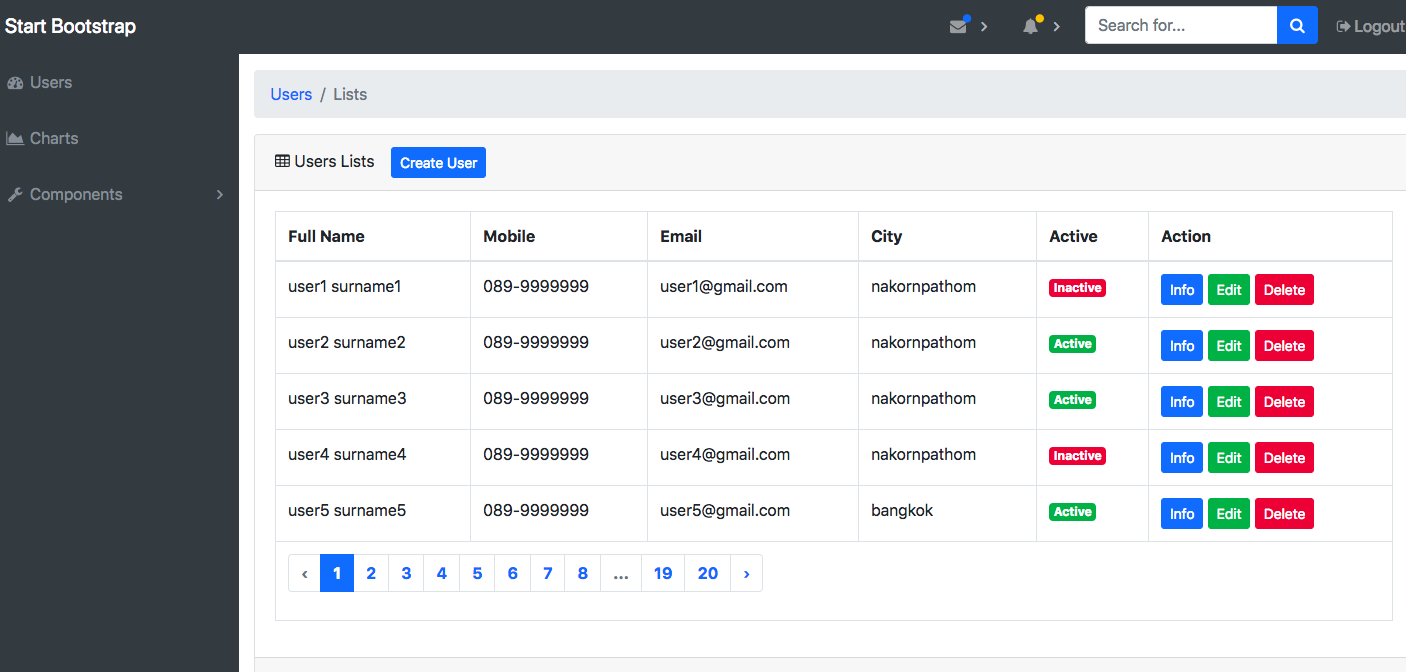 Start Bootstrap
Search for...
Logout
Users
Charts
Components
Users / Lists
Users Lists Create User
Full Name Mobile Email City Active Action
user1 surname1 089-9999999 user1@gmail.com nakornpathom Inactive Info Edit Delete
user2 surname2 089-9999999 user2@gmail.com nakornpathom Active Info Edit Delete
user3 surname3 089-9999999 user3@gmail.com nakornpathom Active Info Edit Delete
user4 surname4 089-9999999 user4@gmail.com nakornpathom Inactive Info Edit Delete
user5 surname5 089-9999999 user5@gmail.com bangkok Active Info Edit Delete
‹ 1 2 3 4 5 6 7 8 ... 19 20 ›